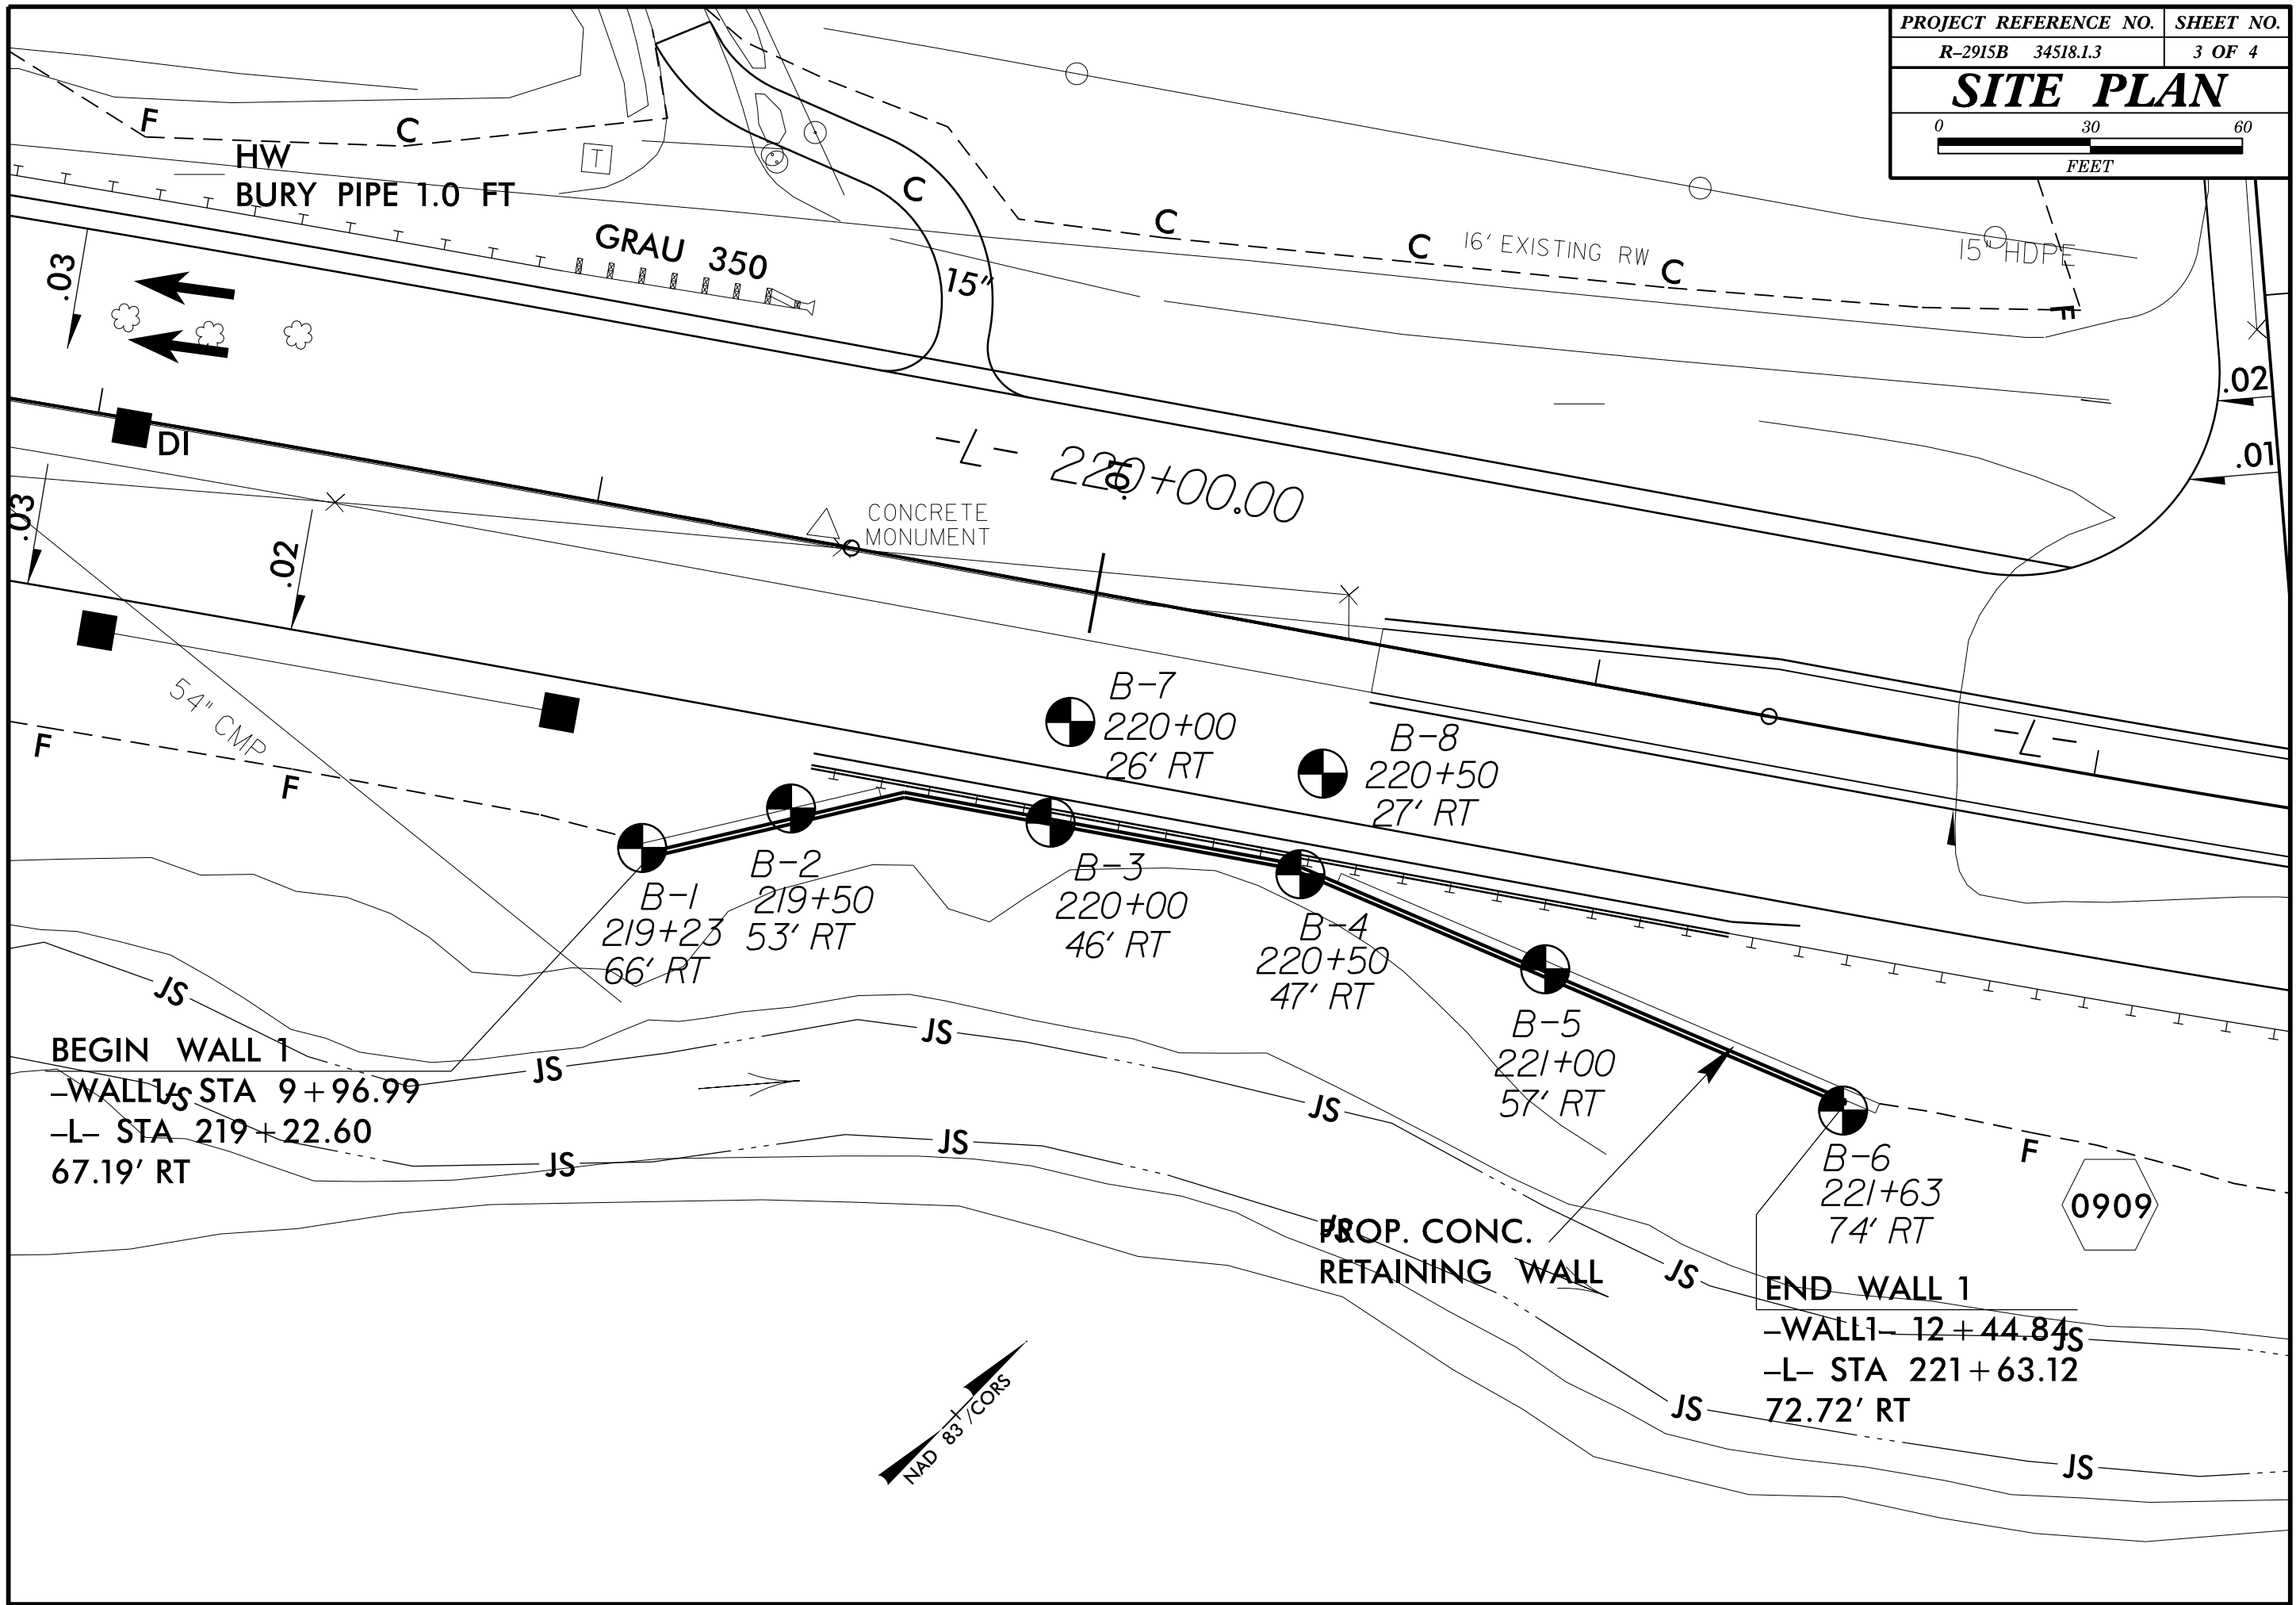 PROJECT REFERENCE NO.
SHEET NO.
R–2915B 34518.1.3
3 OF 4
SITE PLAN
0 30 60
FEET
F
C
HW
BURY PIPE 1.0 FT
T
C
C
C
16' EXISTING RW
C
15" HDPE
F
GRAU 350
15"
.03
.02
.01
DI
-L- 220+00.00
.01
CONCRETE
MONUMENT
.03
.02
54" CMP
F
F
B-7
220+00
26' RT
B-8
220+50
27' RT
-L-
B-1
219+23
66' RT
B-2
219+50
53' RT
B-3
220+00
46' RT
B-4
220+50
47' RT
B-5
221+00
57' RT
B-6
221+63
74' RT
F
0909
JS
JS
JS
JS
JS
JS
JS
JS
JS
JS
JS
JS
BEGIN WALL 1
–WALL1– STA 9+96.99
–L– STA 219+22.60
67.19' RT
PROP. CONC.
RETAINING WALL
END WALL 1
–WALL1– 12+44.84
–L– STA 221+63.12
72.72' RT
NAD 83'/CORS